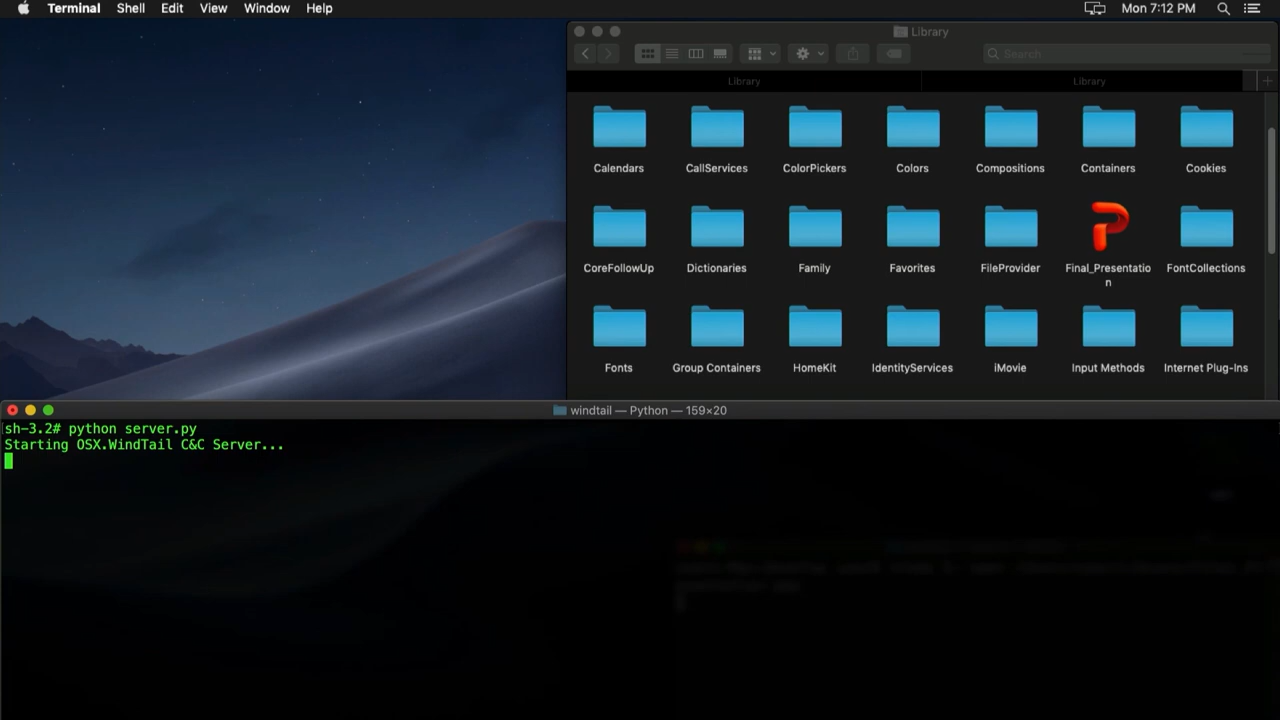 Terminal Shell Edit View Window Help Mon 7:12 PM
Library
Search
Library Library
Calendars CallServices ColorPickers Colors Compositions Containers Cookies
CoreFollowUp Dictionaries Family Favorites FileProvider Final_Presentatio FontCollections
n
Fonts Group Containers HomeKit IdentityServices iMovie Input Methods Internet Plug-Ins
windtail — Python — 159×20
sh-3.2# python server.py
Starting OSX.WindTail C&C Server...